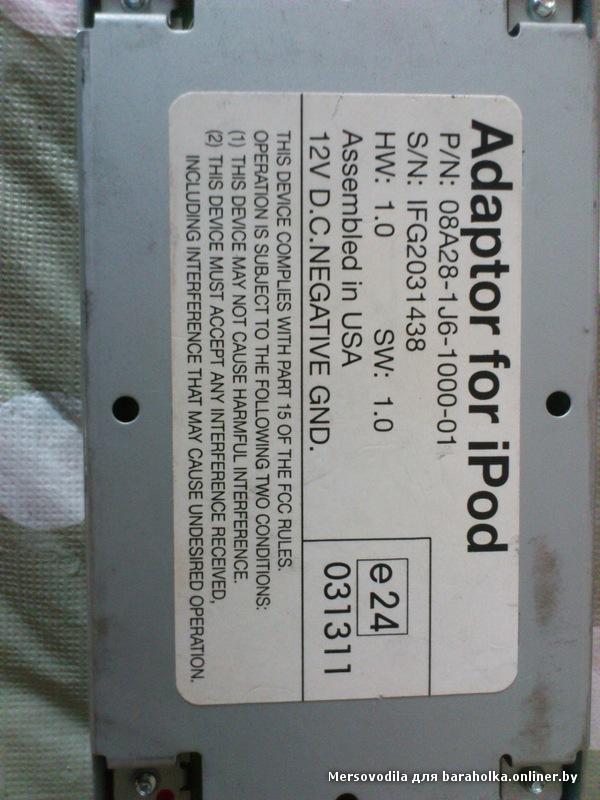 Adaptor for iPod
P/N: 08A28-1J6-1000-01
S/N: IFG2031438
HW: 1.0 SW: 1.0
Assembled in USA
12V D.C.NEGATIVE GND.
e24
031311
THIS DEVICE COMPLIES WITH PART 15 OF THE FCC RULES.
OPERATION IS SUBJECT TO THE FOLLOWING TWO CONDITIONS:
(1) THIS DEVICE MAY NOT CAUSE HARMFUL INTERFERENCE.
(2) THIS DEVICE MUST ACCEPT ANY INTERFERENCE RECEIVED,
INCLUDING INTERFERENCE THAT MAY CAUSE UNDESIRED OPERATION.
Mersovodila для baraholka.onliner.by